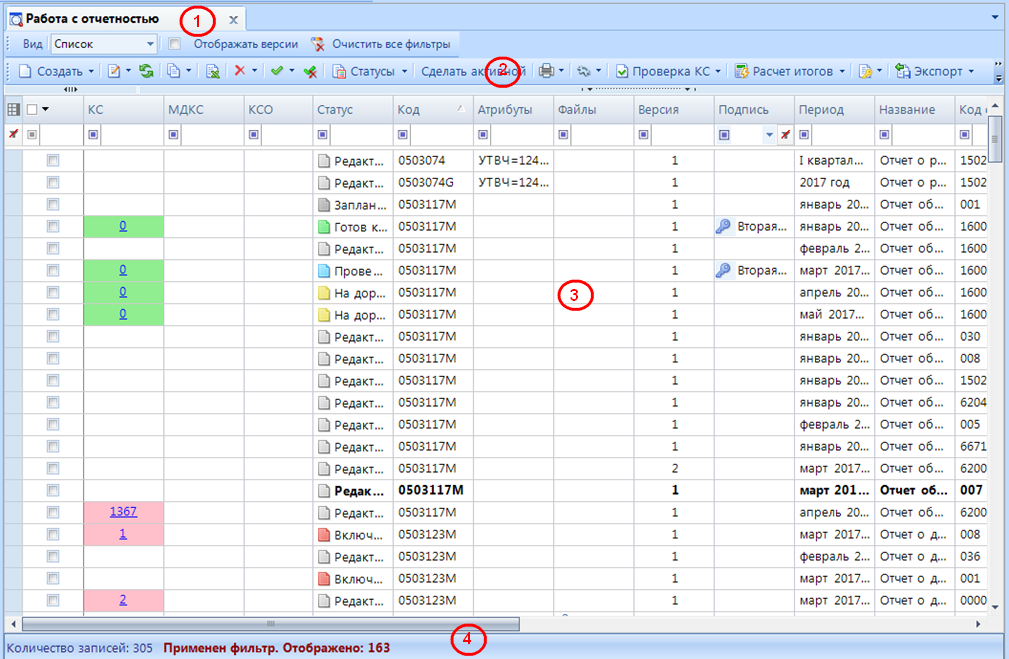 Работа с отчетностью 1 x
Вид Список Отображать версии Очистить все фильтры
Создать Статусы Сделать активной 2 Проверка КС Расчет итогов Экспорт
КС МДКС КСО Статус Код Атрибуты Файлы Версия Подпись Период Название Код
Редакт... 0503074 УТВЧ=124... 1 I квартал... Отчет о р... 1502
Редакт... 0503074G УТВЧ=124... 1 2017 год Отчет о р... 1502
Заплан... 0503117M 1 январь 20... Отчет об... 001
0 Готов к... 0503117M 1 Вторая... январь 20... Отчет об... 1600
Редакт... 0503117M 1 февраль 2... Отчет об... 1600
0 Прове... 0503117M 1 Вторая... март 2017... Отчет об... 1600
0 На дор... 0503117M 3 1 апрель 20... Отчет об... 1600
0 На дор... 0503117M 1 май 2017... Отчет об... 1600
Редакт... 0503117M 1 январь 20... Отчет об... 030
Редакт... 0503117M 1 январь 20... Отчет об... 008
Редакт... 0503117M 1 январь 20... Отчет об... 1502
Редакт... 0503117M 1 январь 20... Отчет об... 6204
Редакт... 0503117M 1 февраль 20... Отчет об... 005
Редакт... 0503117M 1 январь 20... Отчет об... 6671
Редакт... 0503117M 2 март 2017... Отчет об... 6200
Редак... 0503117M 1 март 201... Отчет об... 007
1367 Редакт... 0503117M 1 апрель 20... Отчет об... 6200
1 Включ... 0503123M 1 март 2017... Отчет о д... 008
Редакт... 0503123M 1 февраль 2... Отчет о д... 036
Включ... 0503123M 1 март 2017... Отчет о д... 001
2 Редакт... 0503123M 1 март 2017... Отчет о д... 0000
4
Количество записей: 305 Применен фильтр. Отображено: 163